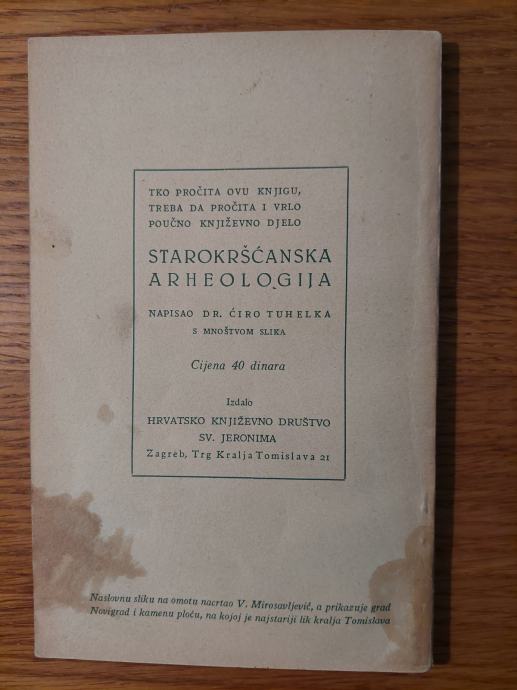 TKO PROČITA OVU KNJIGU,
TREBA DA PROČITA I VRLO
POUČNO KNJIŽEVNO DJELO
STAROKRŠĆANSKA
ARHEOLOGIJA
NAPISAO DR. ĆIRO TUHELKA
S MNOŠTVOM SLIKA
Cijena 40 dinara
Izdalo
HRVATSKO KNJIŽEVNO DRUŠTVO
SV. JERONIMA
Zagreb, Trg Kralja Tomislava 21
Naslovnu sliku na omotu nacrtao V. Mirosavljević, a prikazuje grad
Novigrad i kamenu ploču, na kojoj je najstariji lik kralja Tomislava